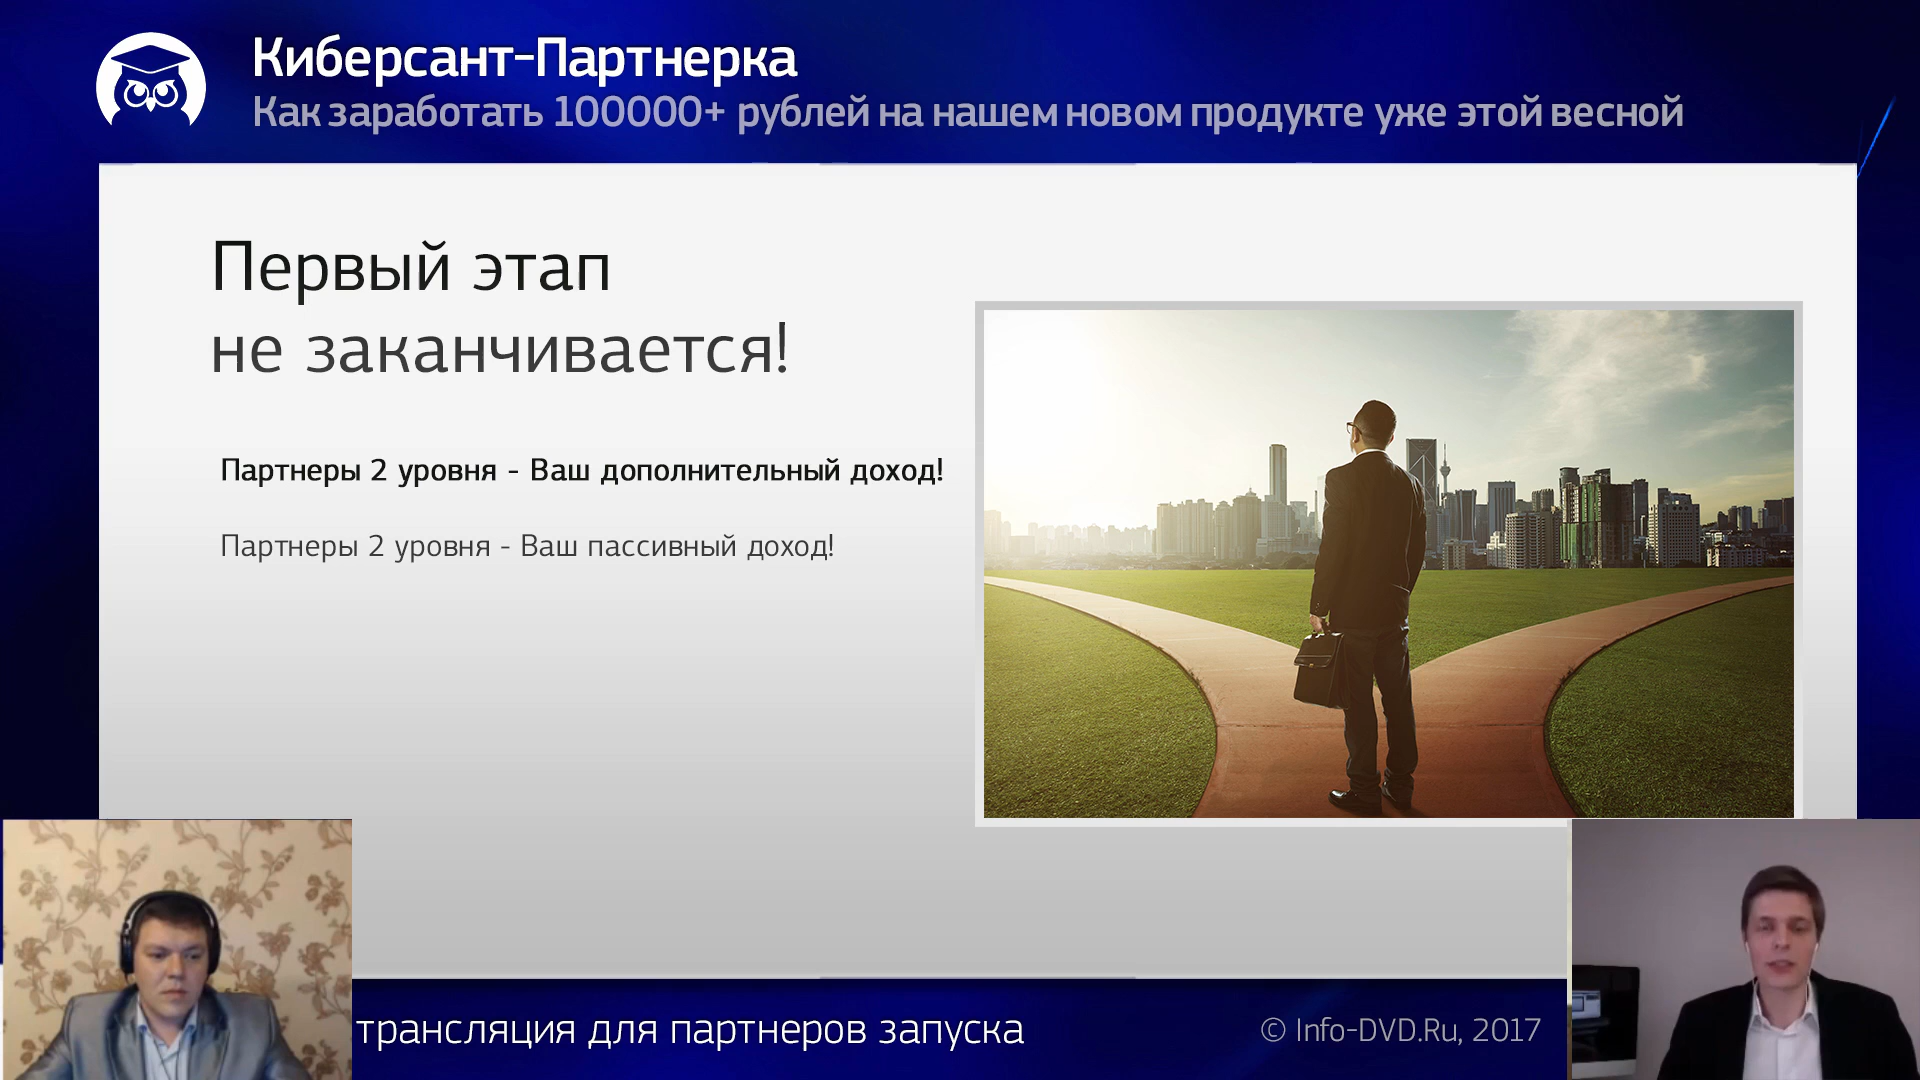 Киберсант-Партнерка
Как заработать 100000+ рублей на нашем новом продукте уже этой весной
Первый этап
не заканчивается!
Партнеры 2 уровня - Ваш дополнительный доход!
Партнеры 2 уровня - Ваш пассивный доход!
трансляция для партнеров запуска
© Info-DVD.Ru, 2017